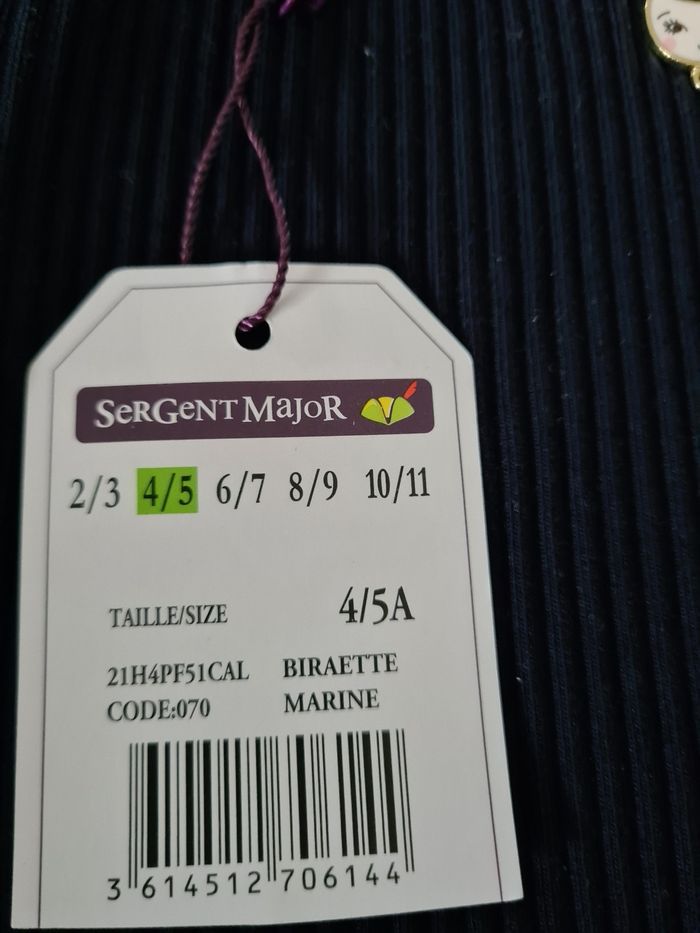 SERGENT MAJOR
2/3 4/5 6/7 8/9 10/11
TAILLE/SIZE 4/5A
21H4PF51CAL BIRAETTE
CODE:070 MARINE
3 614512 706144